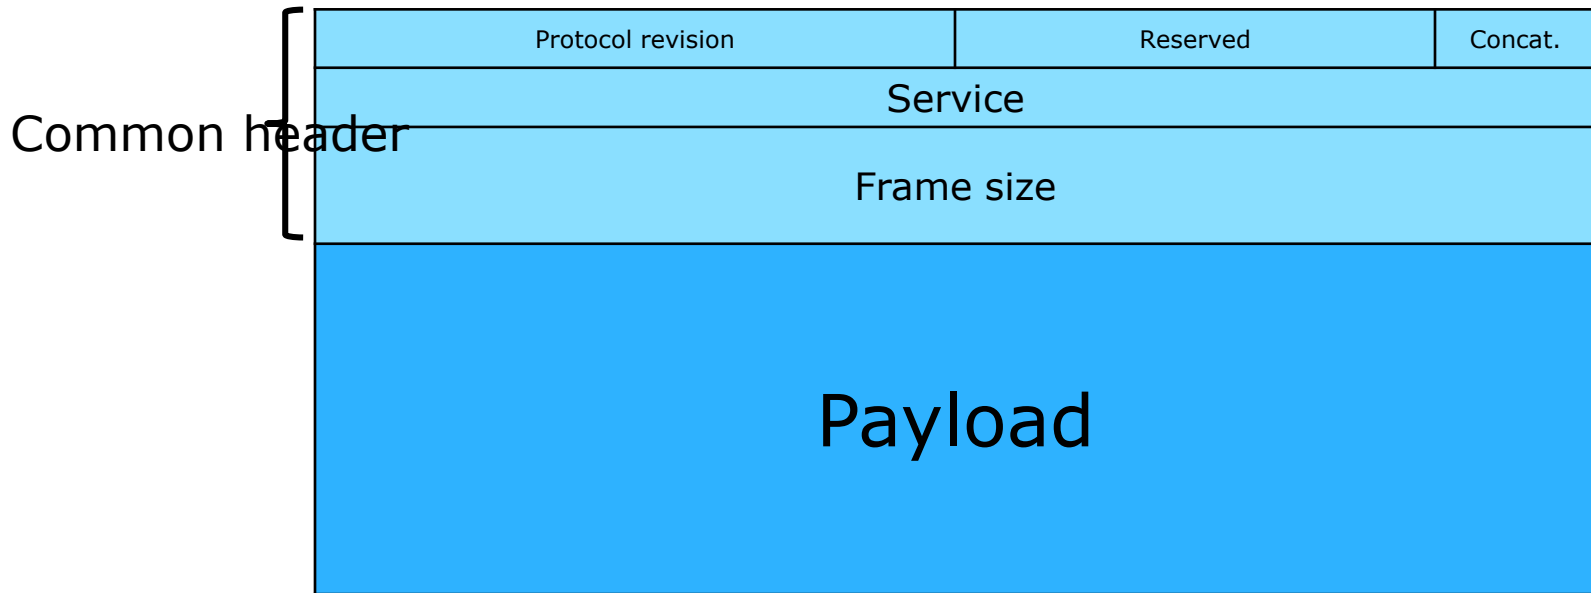 Protocol revision
Reserved
Concat.
Service
Common header
Frame size
Payload